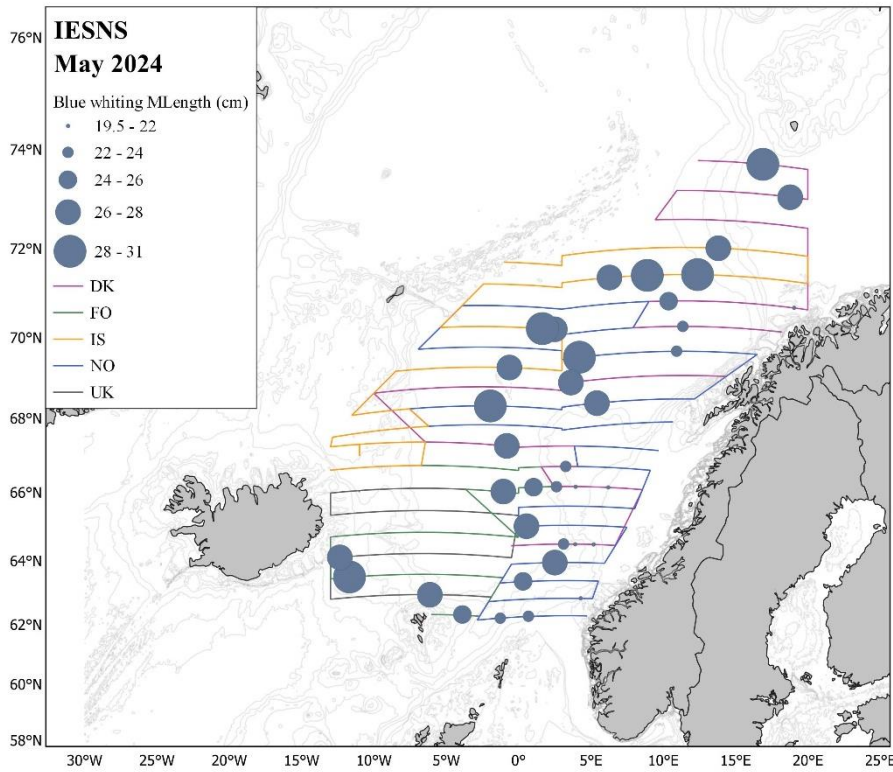 IESNS
May 2024
Blue whiting MLength (cm)
19.5 - 22
22 - 24
24 - 26
26 - 28
28 - 31
DK
FO
IS
NO
UK
76°N
74°N
72°N
70°N
68°N
66°N
64°N
62°N
60°N
58°N
30°W 25°W 20°W 15°W 10°W 5°W 0° 5°E 10°E 15°E 20°E 25°E